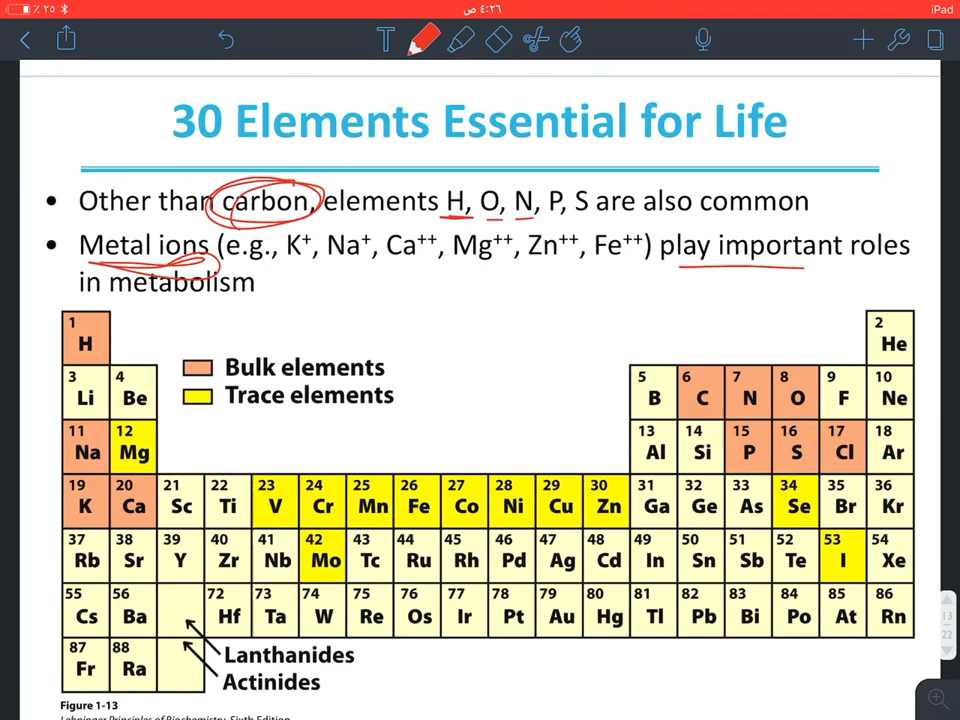 ٪ ٢٥
٤:٢٦ ص
iPad
T
30 Elements Essential for Life
• Other than carbon, elements H, O, N, P, S are also common
• Metal ions (e.g., K+, Na+, Ca++, Mg++, Zn++, Fe++) play important roles
in metabolism
1 2
H He
Bulk elements
Trace elements
3 4 5 6 7 8 9 10
Li Be B C N O F Ne
11 12 13 14 15 16 17 18
Na Mg Al Si P S Cl Ar
19 20 21 22 23 24 25 26 27 28 29 30 31 32 33 34 35 36
K Ca Sc Ti V Cr Mn Fe Co Ni Cu Zn Ga Ge As Se Br Kr
37 38 39 40 41 42 43 44 45 46 47 48 49 50 51 52 53 54
Rb Sr Y Zr Nb Mo Tc Ru Rh Pd Ag Cd In Sn Sb Te I Xe
55 56 72 73 74 75 76 77 78 79 80 81 82 83 84 85 86
Cs Ba Hf Ta W Re Os Ir Pt Au Hg Tl Pb Bi Po At Rn
87 88
Fr Ra
Lanthanides
Actinides
13
22
Figure 1-13
Lehninger Principles of Biochemistry, Sixth Edition